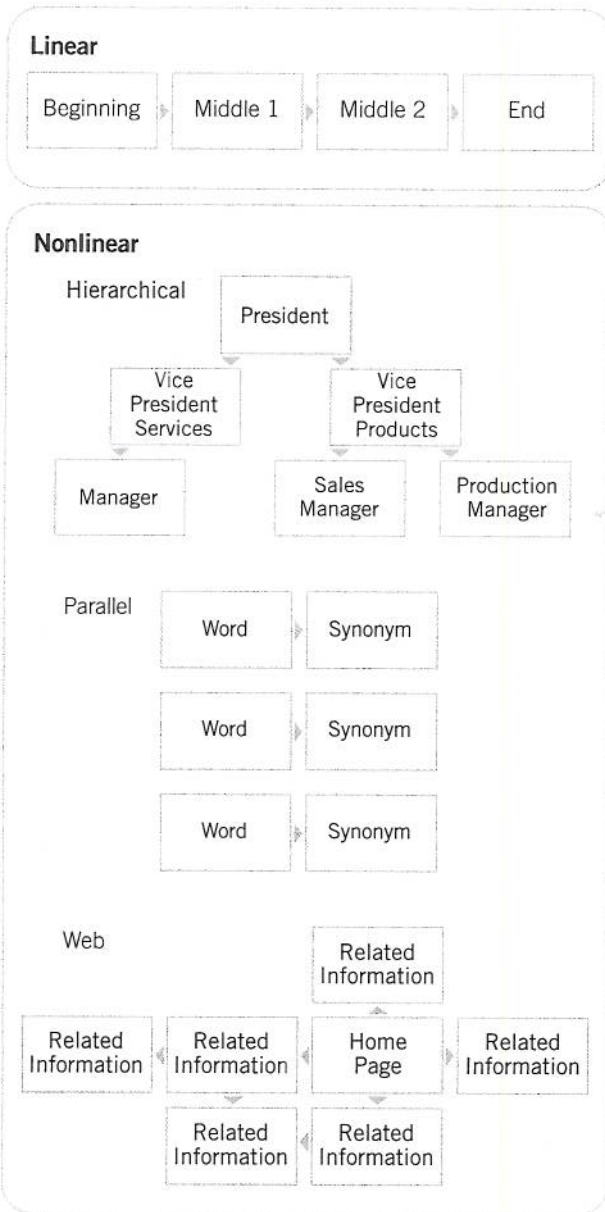 Linear
Beginning Middle 1 Middle 2 End
Nonlinear
Hierarchical
President
Vice
President
Services
Vice
President
Products
Manager
Sales
Manager
Production
Manager
Parallel
Word Synonym
Word Synonym
Word Synonym
Web
Related
Information
Related
Information
Related
Information
Home
Page
Related
Information
Related
Information
Related
Information